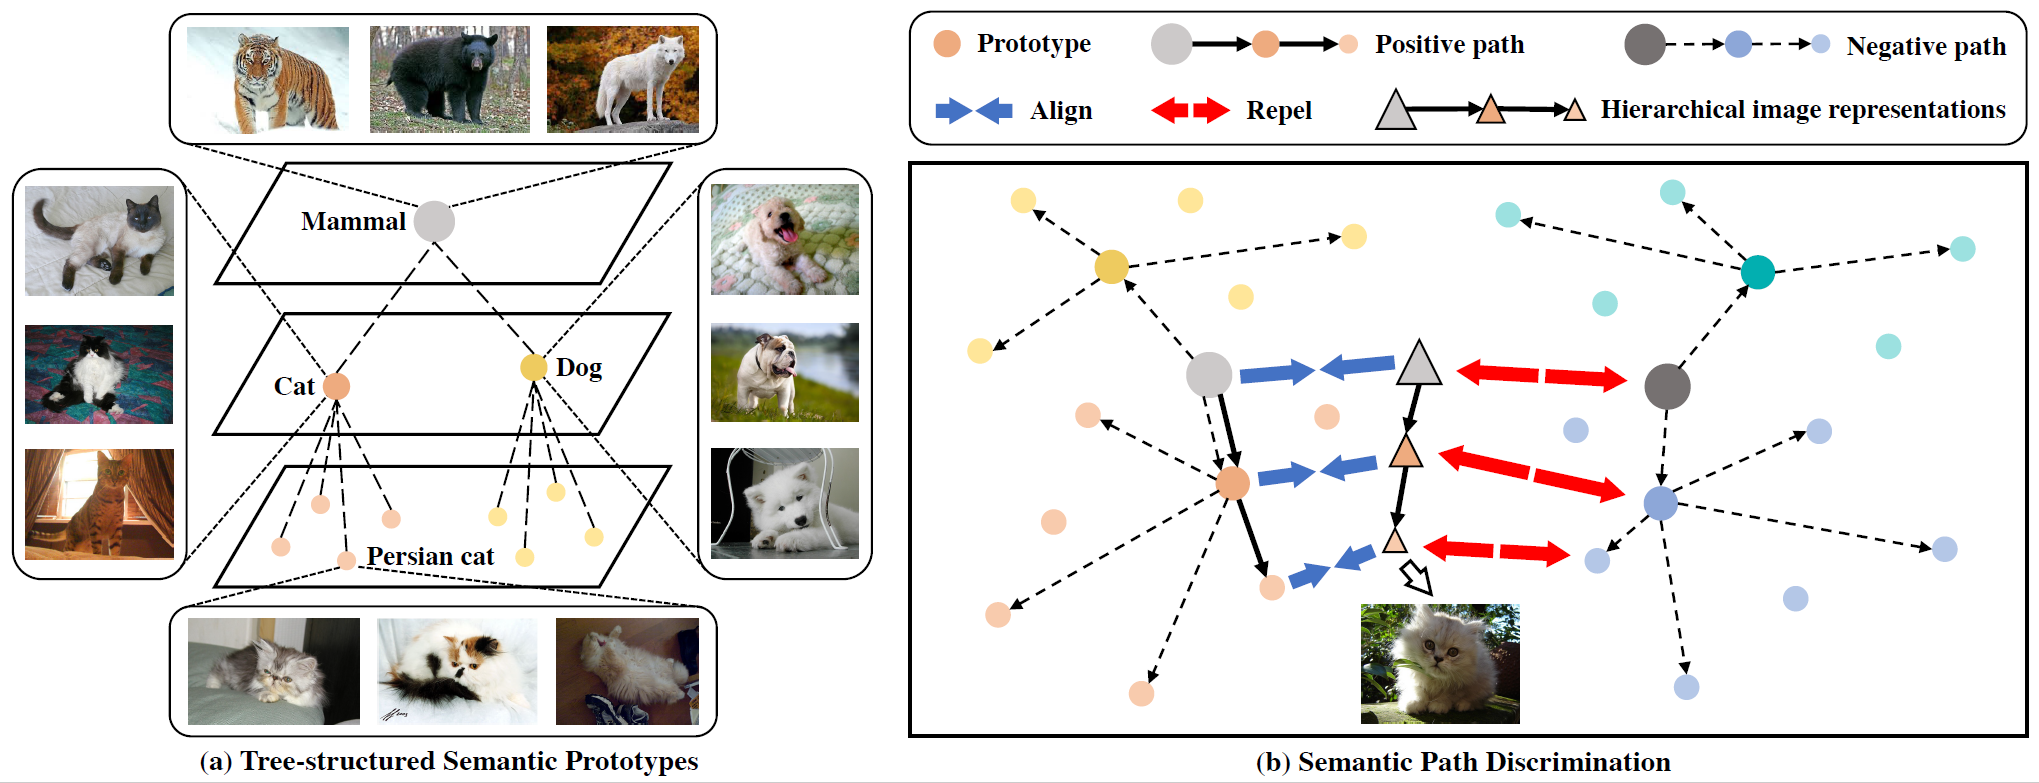 Mammal
Cat
Dog
Persian cat
(a) Tree-structured Semantic Prototypes
Prototype
Positive path
Negative path
Align
Repel
Hierarchical image representations
(b) Semantic Path Discrimination